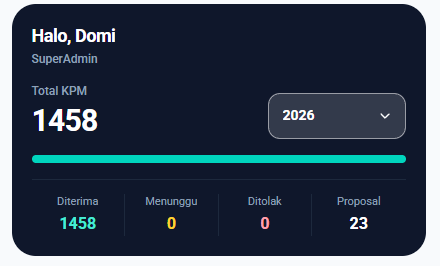 Halo, Domi
SuperAdmin
Total KPM
1458
2026
Diterima Menunggu Ditolak Proposal
1458 0 0 23